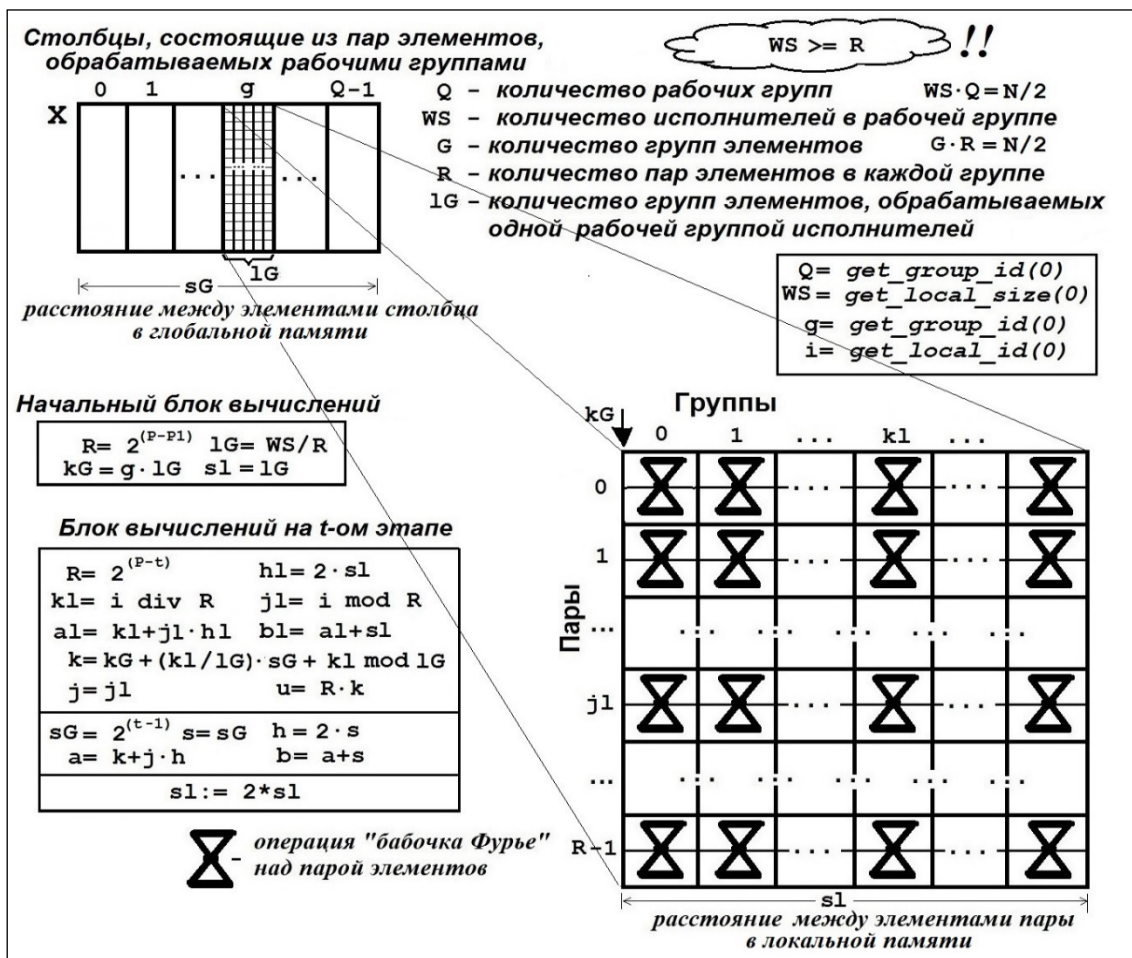 Столбцы, состоящие из пар элементов,
обрабатываемых рабочими группами
WS >= R !!
0 1 g Q-1
X
... ... ...
lG
sG
расстояние между элементами столбца
в глобальной памяти
Q - количество рабочих групп WS·Q=N/2
WS - количество исполнителей в рабочей группе
G - количество групп элементов G·R=N/2
R - количество пар элементов в каждой группе
lG - количество групп элементов, обрабатываемых
одной рабочей группой исполнителей
Q= get_group_id(0)
WS= get_local_size(0)
g= get_group_id(0)
i= get_local_id(0)
Начальный блок вычислений
R= 2^(P-P1) lG= WS/R
kG=g·lG sl=lG
Блок вычислений на t-ом этапе
R= 2^(P-t) hl=2·sl
kl= i div R jl= i mod R
al= kl+jl·hl bl= al+sl
k=kG+(kl/lG)·sG+kl mod lG
j=jl u=R·k
sG= 2^(t-1) s=sG h=2·s
a= k+j·h b= a+s
sl:= 2*sl
- операция "бабочка Фурье"
над парой элементов
Группы
kG
0 1 ... kl ...
Пары
0 ... ...
1 ... ...
... ... ... ... ... ... ...
jl ... ...
... ... ... ... ... ... ...
R-1 ... ...
sl
расстояние между элементами пары
в локальной памяти